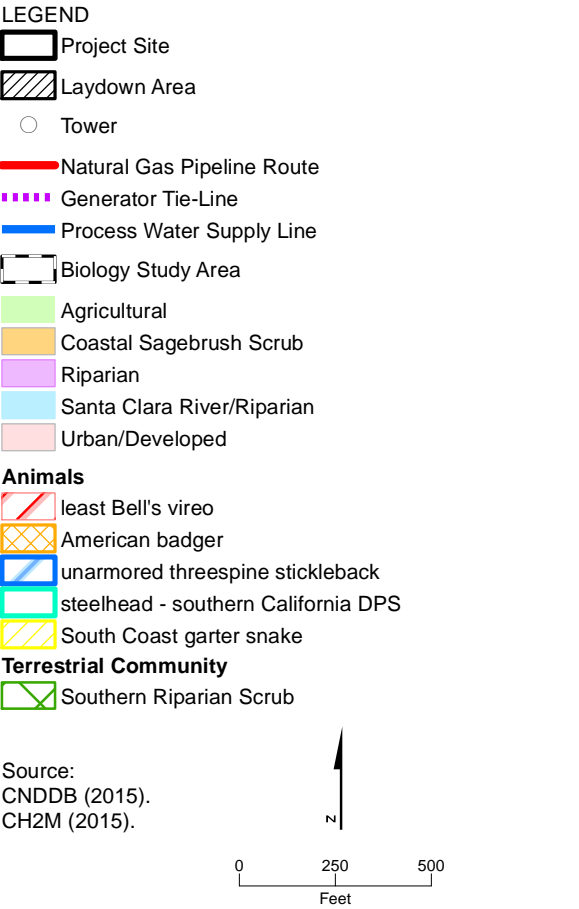 LEGEND
Project Site
Laydown Area
Tower
Natural Gas Pipeline Route
Generator Tie-Line
Process Water Supply Line
Biology Study Area
Agricultural
Coastal Sagebrush Scrub
Riparian
Santa Clara River/Riparian
Urban/Developed
Animals
least Bell's vireo
American badger
unarmored threespine stickleback
steelhead - southern California DPS
South Coast garter snake
Terrestrial Community
Southern Riparian Scrub
Source:
CNDDB (2015).
CH2M (2015).
N
0 250 500
Feet